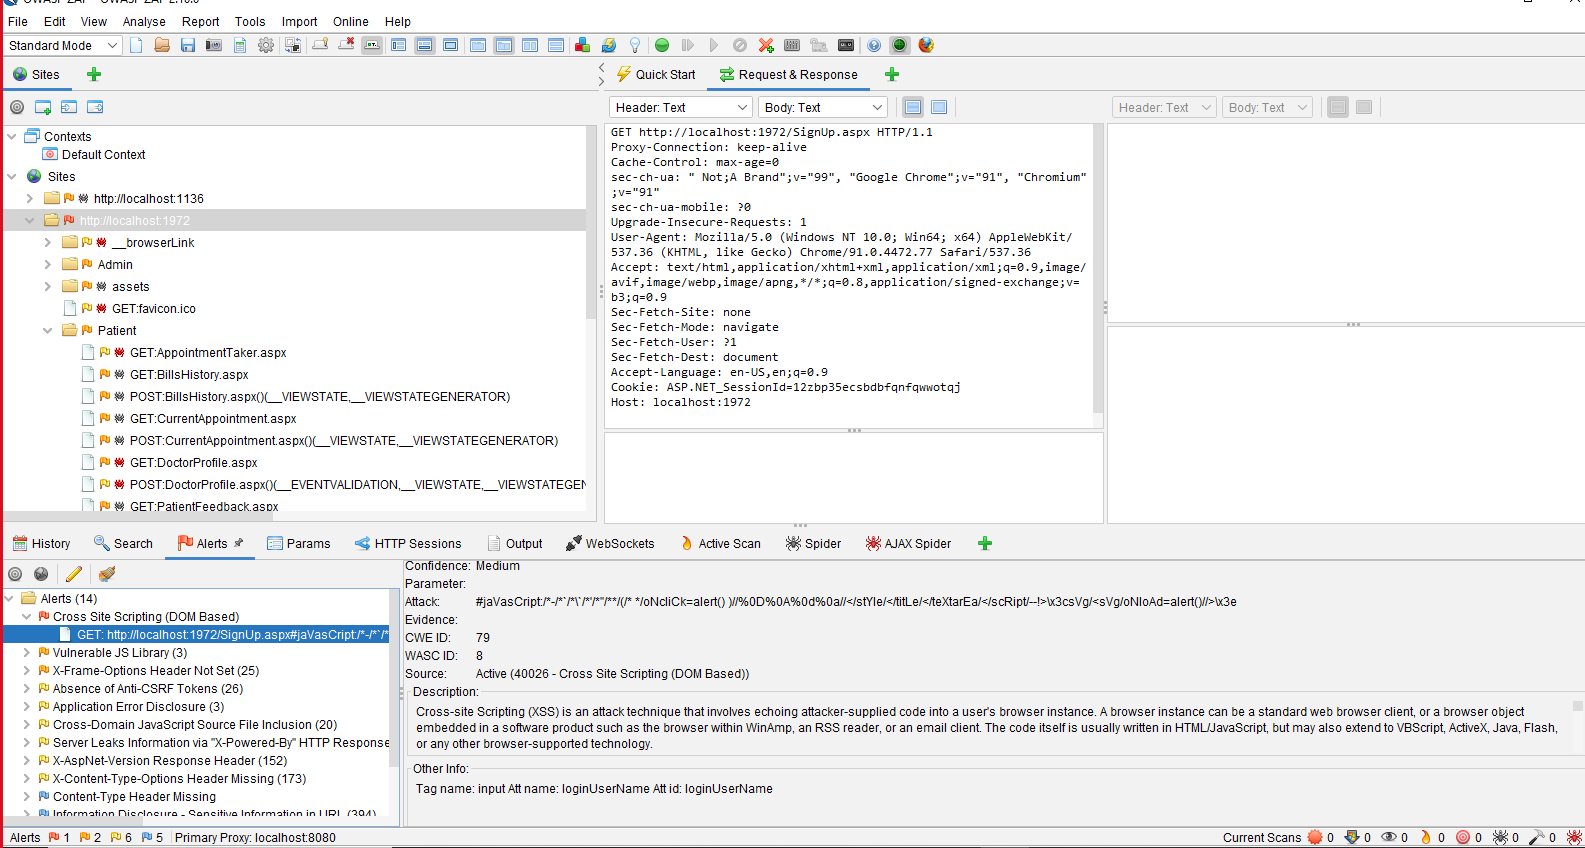 File Edit View Analyse Report Tools Import Online Help
Standard Mode
Sites
Quick Start
Request & Response
Header: Text
Body: Text
Header: Text
Body: Text
Contexts
Default Context
Sites
http://localhost:1136
http://localhost:1972
__browserLink
Admin
assets
GET:favicon.ico
Patient
GET:AppointmentTaker.aspx
GET:BillsHistory.aspx
POST:BillsHistory.aspx()(__VIEWSTATE,__VIEWSTATEGENERATOR)
GET:CurrentAppointment.aspx
POST:CurrentAppointment.aspx()(__VIEWSTATE,__VIEWSTATEGENERATOR)
GET:DoctorProfile.aspx
POST:DoctorProfile.aspx()(__EVENTVALIDATION,__VIEWSTATE,__VIEWSTATEGEN
GET:PatientFeedback.aspx
GET http://localhost:1972/SignUp.aspx HTTP/1.1
Proxy-Connection: keep-alive
Cache-Control: max-age=0
sec-ch-ua: " Not;A Brand";v="99", "Google Chrome";v="91", "Chromium"
;v="91"
sec-ch-ua-mobile: ?0
Upgrade-Insecure-Requests: 1
User-Agent: Mozilla/5.0 (Windows NT 10.0; Win64; x64) AppleWebKit/
537.36 (KHTML, like Gecko) Chrome/91.0.4472.77 Safari/537.36
Accept: text/html,application/xhtml+xml,application/xml;q=0.9,image/
avif,image/webp,image/apng,*/*;q=0.8,application/signed-exchange;v=
b3;q=0.9
Sec-Fetch-Site: none
Sec-Fetch-Mode: navigate
Sec-Fetch-User: ?1
Sec-Fetch-Dest: document
Accept-Language: en-US,en;q=0.9
Cookie: ASP.NET_SessionId=12zbp35ecsbdbfqnfqwwotqj
Host: localhost:1972
History
Search
Alerts
Params
HTTP Sessions
Output
WebSockets
Active Scan
Spider
AJAX Spider
Alerts (14)
Cross Site Scripting (DOM Based)
GET: http://localhost:1972/SignUp.aspx#jaVasCript:/*-/*`/*
Vulnerable JS Library (3)
X-Frame-Options Header Not Set (25)
Absence of Anti-CSRF Tokens (26)
Application Error Disclosure (3)
Cross-Domain JavaScript Source File Inclusion (20)
Server Leaks Information via "X-Powered-By" HTTP Response
X-AspNet-Version Response Header (152)
X-Content-Type-Options Header Missing (173)
Content-Type Header Missing
Information Disclosure - Sensitive Information in URL (394)
Confidence: Medium
Parameter:
Attack: #jaVasCript:/*-/*`/*\`/*'/*"/**/(/* */oNcliCk=alert() )//%0D%0A%0d%0a//</stYle/</titLe/</teXtarEa/</scRipt/--!>\x3csVg/<sVg/oNloAd=alert()//>\x3e
Evidence:
CWE ID: 79
WASC ID: 8
Source: Active (40026 - Cross Site Scripting (DOM Based))
Description:
Cross-site Scripting (XSS) is an attack technique that involves echoing attacker-supplied code into a user's browser instance. A browser instance can be a standard web browser client, or a browser object
embedded in a software product such as the browser within WinAmp, an RSS reader, or an email client. The code itself is usually written in HTML/JavaScript, but may also extend to VBScript, ActiveX, Java, Flash,
or any other browser-supported technology.
Other Info:
Tag name: input Att name: loginUserName Att id: loginUserName
Alerts 1 2 6 5 Primary Proxy: localhost:8080
Current Scans 0 0 0 0 0 0 0